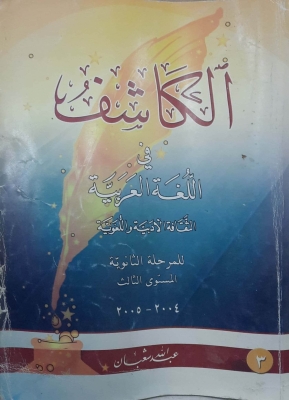 الكاشف
في
اللغة العربية
الثقافة الأدبية واللغوية
للمرحلة الثانوية
المستوى الثالث
٢٠٠٤ - ٢٠٠٥
عبدالله شعبان
٣